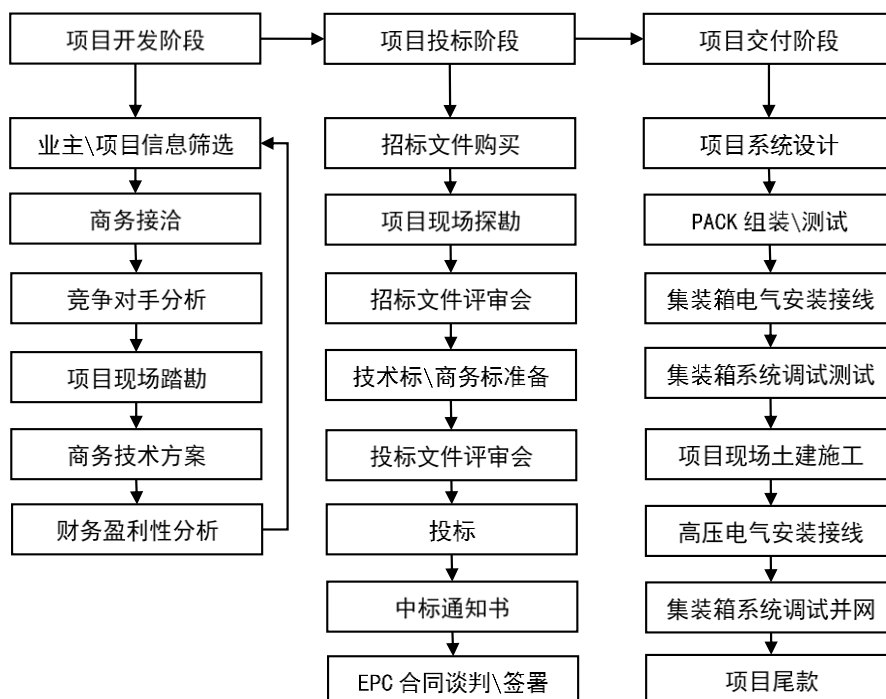 项目开发阶段
业主\项目信息筛选
商务接洽
竞争对手分析
项目现场踏勘
商务技术方案
财务盈利性分析
项目投标阶段
招标文件购买
项目现场探勘
招标文件评审会
技术标\商务标准备
投标文件评审会
投标
中标通知书
EPC 合同谈判\签署
项目交付阶段
项目系统设计
PACK 组装\测试
集装箱电气安装接线
集装箱系统调试测试
项目现场土建施工
高压电气安装接线
集装箱系统调试并网
项目尾款